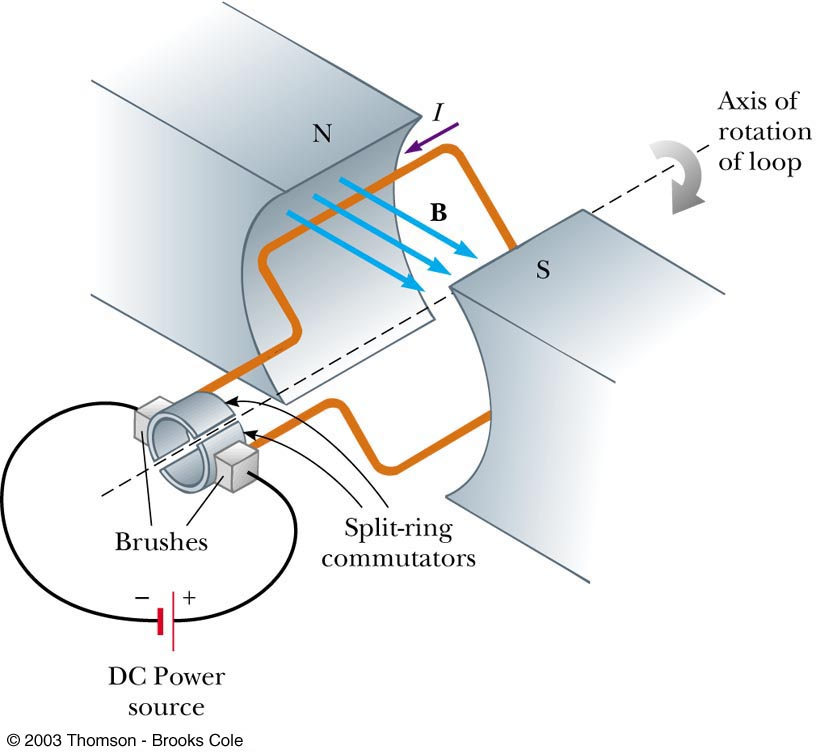 I
Axis of
rotation
of loop
N
B
S
Split-ring
commutators
Brushes
− +
DC Power
source
© 2003 Thomson - Brooks Cole